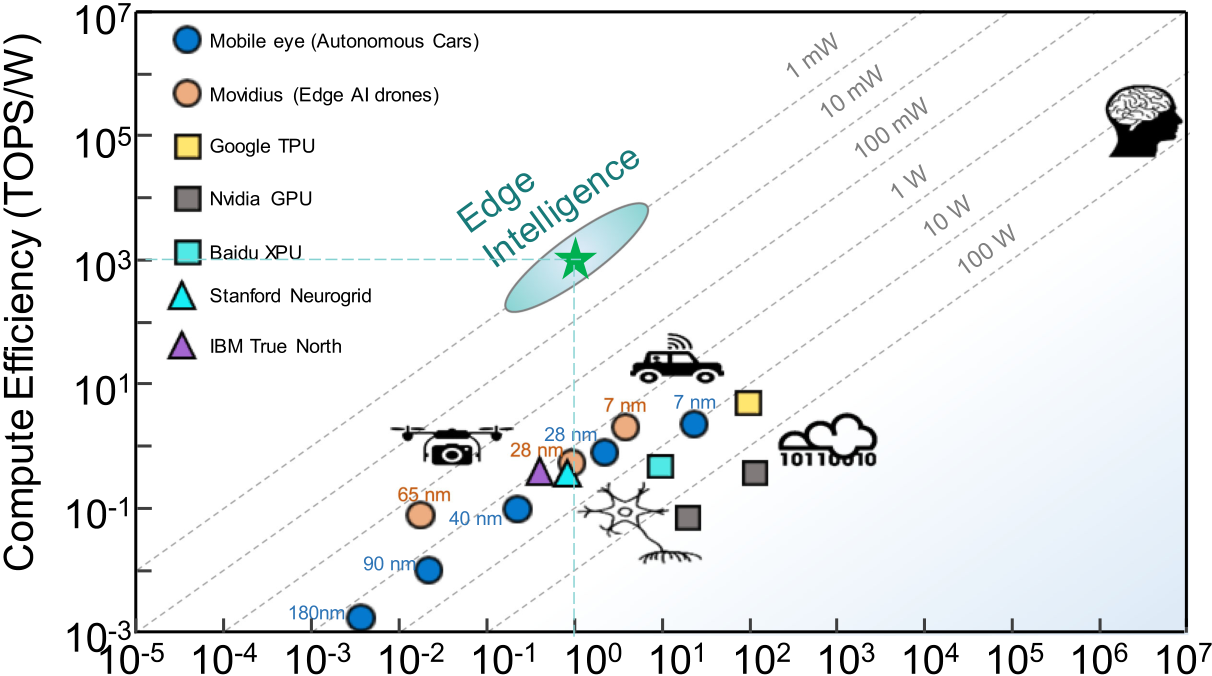 Compute Efficiency (TOPS/W)
10^7
10^5
10^3
10^1
10^-1
10^-3
Mobile eye (Autonomous Cars)
Movidius (Edge AI drones)
Google TPU
Nvidia GPU
Baidu XPU
Stanford Neurogrid
IBM True North
1 mW
10 mW
100 mW
1 W
10 W
100 W
Edge
Intelligence
7 nm
7 nm
28 nm
28 nm
10110010
65 nm
40 nm
90 nm
180nm
10^-5 10^-4 10^-3 10^-2 10^-1 10^0 10^1 10^2 10^3 10^4 10^5 10^6 10^7